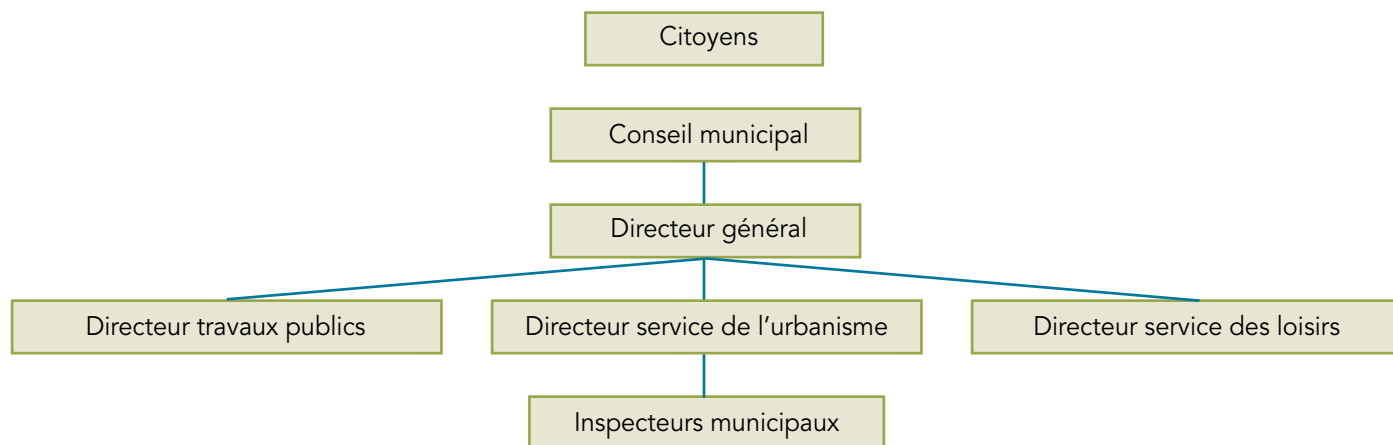 Citoyens
Conseil municipal
Directeur général
Directeur travaux publics
Directeur service de l’urbanisme
Directeur service des loisirs
Inspecteurs municipaux